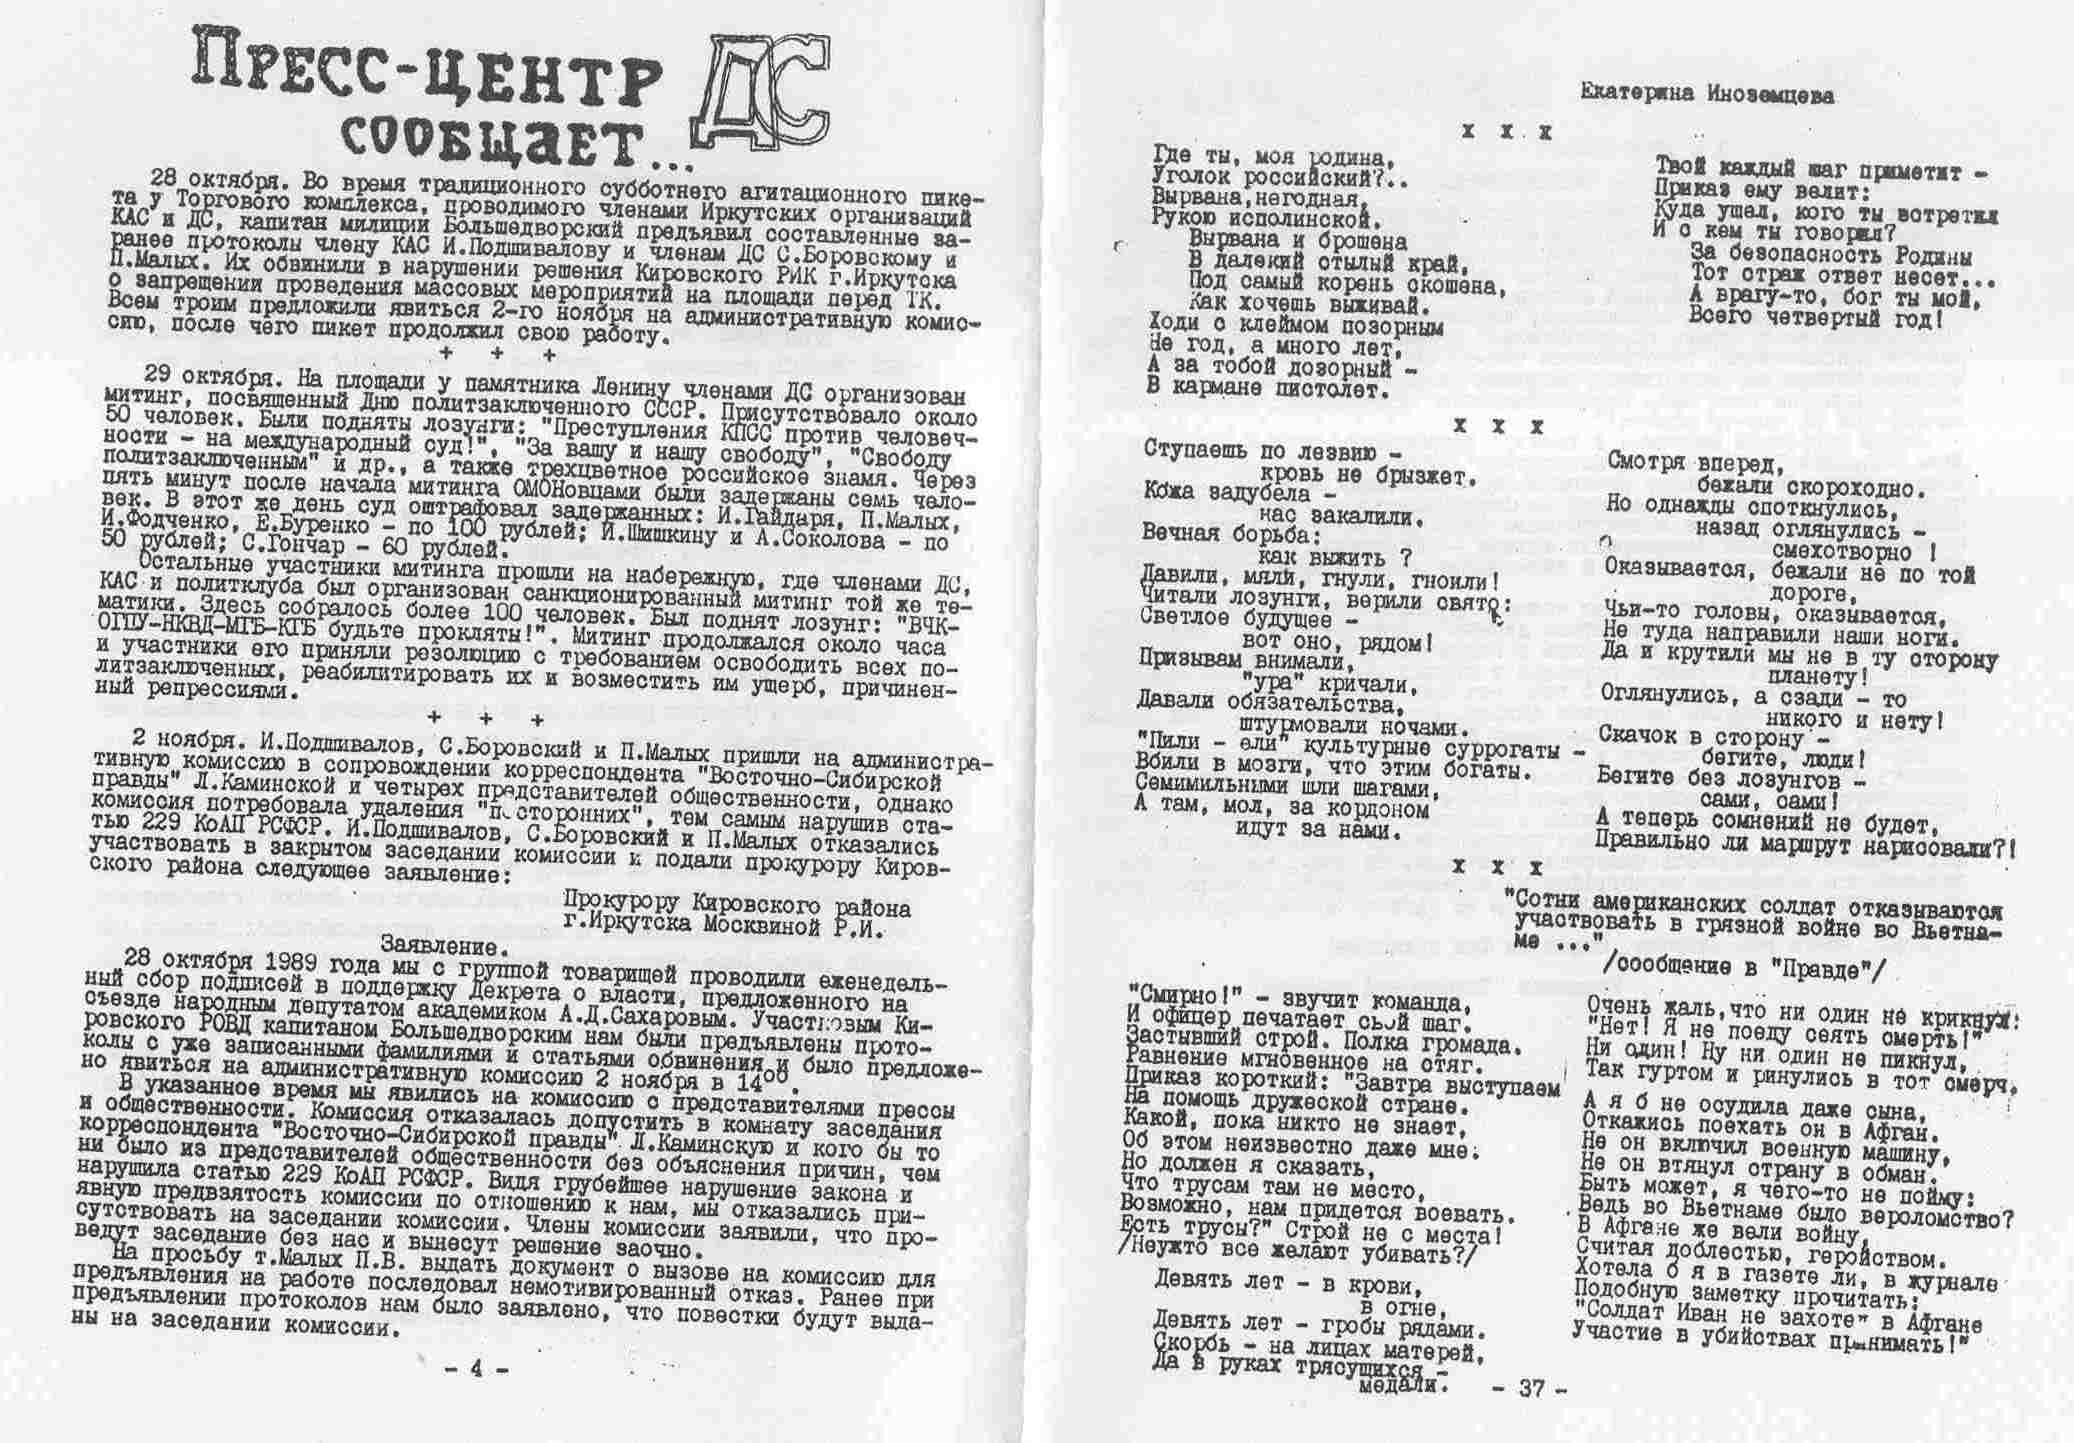 ПРЕСС-ЦЕНТР ДС
СООБЩАЕТ...
28 октября. Во время традиционного субботнего агитационного пике-
та у Торгового комплекса, проводимого членами Иркутских организаций
КАС и ДС, капитан милиции Большедворский предъявил составленные за-
ранее протоколы члену КАС И.Подшивалову и членам ДС С.Боровскому и
П.Малых. Их обвинили в нарушении решения Кировского РИК г.Иркутска
о запрещении проведения массовых мероприятий на площади перед ТК.
Всем троим предложили явиться 2-го ноября на административную комис-
сию, после чего пикет продолжил свою работу.
+ + +
29 октября. На площади у памятника Ленину членами ДС организован
митинг, посвященный Дню политзаключенного СССР. Присутствовало около
50 человек. Были подняты лозунги: "Преступления КПСС против человеч-
ности - на международный суд!", "За вашу и нашу свободу", "Свободу
политзаключенным" и др., а также трехцветное российское знамя. Через
пять минут после начала митинга ОМОНовцами были задержаны семь чело-
век. В этот же день суд оштрафовал задержанных: И.Гайдаря, П.Малых,
И.Фодченко, Е.Буренко - по 100 рублей; И.Шишкину и А.Соколова - по
50 рублей; С.Гончар - 60 рублей.
Остальные участники митинга прошли на набережную, где членами ДС,
КАС и политклуба был организован санкционированный митинг той же те-
матики. Здесь собралось более 100 человек. Был поднят лозунг: "ВЧК-
ОГПУ-НКВД-МГБ-КГБ будьте прокляты!". Митинг продолжался около часа
и участники его приняли резолюцию с требованием освободить всех по-
литзаключенных, реабилитировать их и возместить им ущерб, причинен-
ный репрессиями.
+ + +
2 ноября. И.Подшивалов, С.Боровский и П.Малых пришли на администра-
тивную комиссию в сопровождении корреспондента "Восточно-Сибирской
правды" Л.Каминской и четырех представителей общественности, однако
комиссия потребовала удаления "посторонних", тем самым нарушив ста-
тью 229 КоАП РСФСР. И.Подшивалов, С.Боровский и П.Малых отказались
участвовать в закрытом заседании комиссии и подали прокурору Киров-
ского района следующее заявление:
Прокурору Кировского района
г.Иркутска Москвиной Р.И.
Заявление.
28 октября 1989 года мы с группой товарищей проводили еженедель-
ный сбор подписей в поддержку Декрета о власти, предложенного на
съезде народным депутатом академиком А.Д.Сахаровым. Участковым Ки-
ровского РОВД капитаном Большедворским нам были предъявлены прото-
колы с уже записанными фамилиями и статьями обвинения и было предложе-
но явиться на административную комиссию 2 ноября в 14⁰⁰.
В указанное время мы явились на комиссию с представителями прессы
и общественности. Комиссия отказалась допустить в комнату заседания
корреспондента "Восточно-Сибирской правды" Л.Каминскую и кого бы то
ни было из представителей общественности без объяснения причин, чем
нарушила статью 229 КоАП РСФСР. Видя грубейшее нарушение закона и
явную предвзятость комиссии по отношению к нам, мы отказались при-
сутствовать на заседании комиссии. Члены комиссии заявили, что про-
ведут заседание без нас и вынесут решение заочно.
На просьбу т.Малых П.В. выдать документ о вызове на комиссию для
предъявления на работе последовал немотивированный отказ. Ранее при
предъявлении протоколов нам было заявлено, что повестки будут выда-
ны на заседании комиссии.
- 4 -
Екатерина Иноземцева
х х х
Где ты, моя родина,
Уголок российский?..
Вырвана,негодная,
Рукою исполинской.
Вырвана и брошена
В далекий стылый край,
Под самый корень скошена,
Как хочешь выживай.
Ходи с клеймом позорным
Не год, а много лет,
А за тобой дозорный -
В кармане пистолет.
Твой каждый шаг приметит -
Приказ ему велит:
Куда ушел, кого ты встретил
И с кем ты говорил?
За безопасность Родины
Тот страж ответ несет...
А врагу-то, бог ты мой,
Всего четвертый год!
х х х
Ступаешь по лезвию -
кровь не брызжет.
Кожа задубела -
нас закалили.
Вечная борьба:
как выжить ?
Давили, мяли, гнули, гноили!
Читали лозунги, верили свято:
Светлое будущее -
вот оно, рядом!
Призывам внимали,
"ура" кричали,
Давали обязательства,
штурмовали ночами.
"Пили - ели" культурные суррогаты -
Вбили в мозги, что этим богаты.
Семимильными шли шагами,
А там, мол, за кордоном
идут за нами.
Смотря вперед,
бежали скороходно.
Но однажды споткнулись,
назад оглянулись -
смехотворно !
Оказывается, бежали не по той
дороге,
Чьи-то головы, оказывается,
Не туда направили наши ноги.
Да и крутили мы не в ту сторону
планету!
Оглянулись, а сзади - то
никого и нету!
Скачок в сторону -
бегите, люди!
Бегите без лозунгов -
сами, сами!
А теперь сомнений не будет,
Правильно ли маршрут нарисовали?!
х х х
"Сотни американских солдат отказываются
участвовать в грязной войне во Вьетна-
ме ..."
/сообщение в "Правде"/
"Смирно!" - звучит команда,
И офицер печатает свой шаг.
Застывший строй. Полка громада.
Равнение мгновенное на стяг.
Приказ короткий: "Завтра выступаем
На помощь дружеской стране.
Какой, пока никто не знает,
Об этом неизвестно даже мне.
Но должен я сказать,
Что трусам там не место,
Возможно, нам придется воевать.
Есть трусы?" Строй не с места!
/Неужто все желают убивать?/
Девять лет - в крови,
в огне,
Девять лет - гробы рядами.
Скорбь - на лицах матерей,
Да в руках трясущихся -
медали.
Очень жаль,что ни один не крикнул:
"Нет! Я не поеду сеять смерть!"
Ни один! Ну ни один не пикнул,
Так гуртом и ринулись в тот смерч.
А я б не осудила даже сына,
Откажись поехать он в Афган.
Не он включил военную машину,
Не он втянул страну в обман.
Быть может, я чего-то не пойму:
Ведь во Вьетнаме было вероломство?
В Афгане же вели войну,
Считая доблестью, геройством.
Хотела б я в газете ли, в журнале
Подобную заметку прочитать:
"Солдат Иван не захоте" в Афгане
Участие в убийствах принимать!"
- 37 -